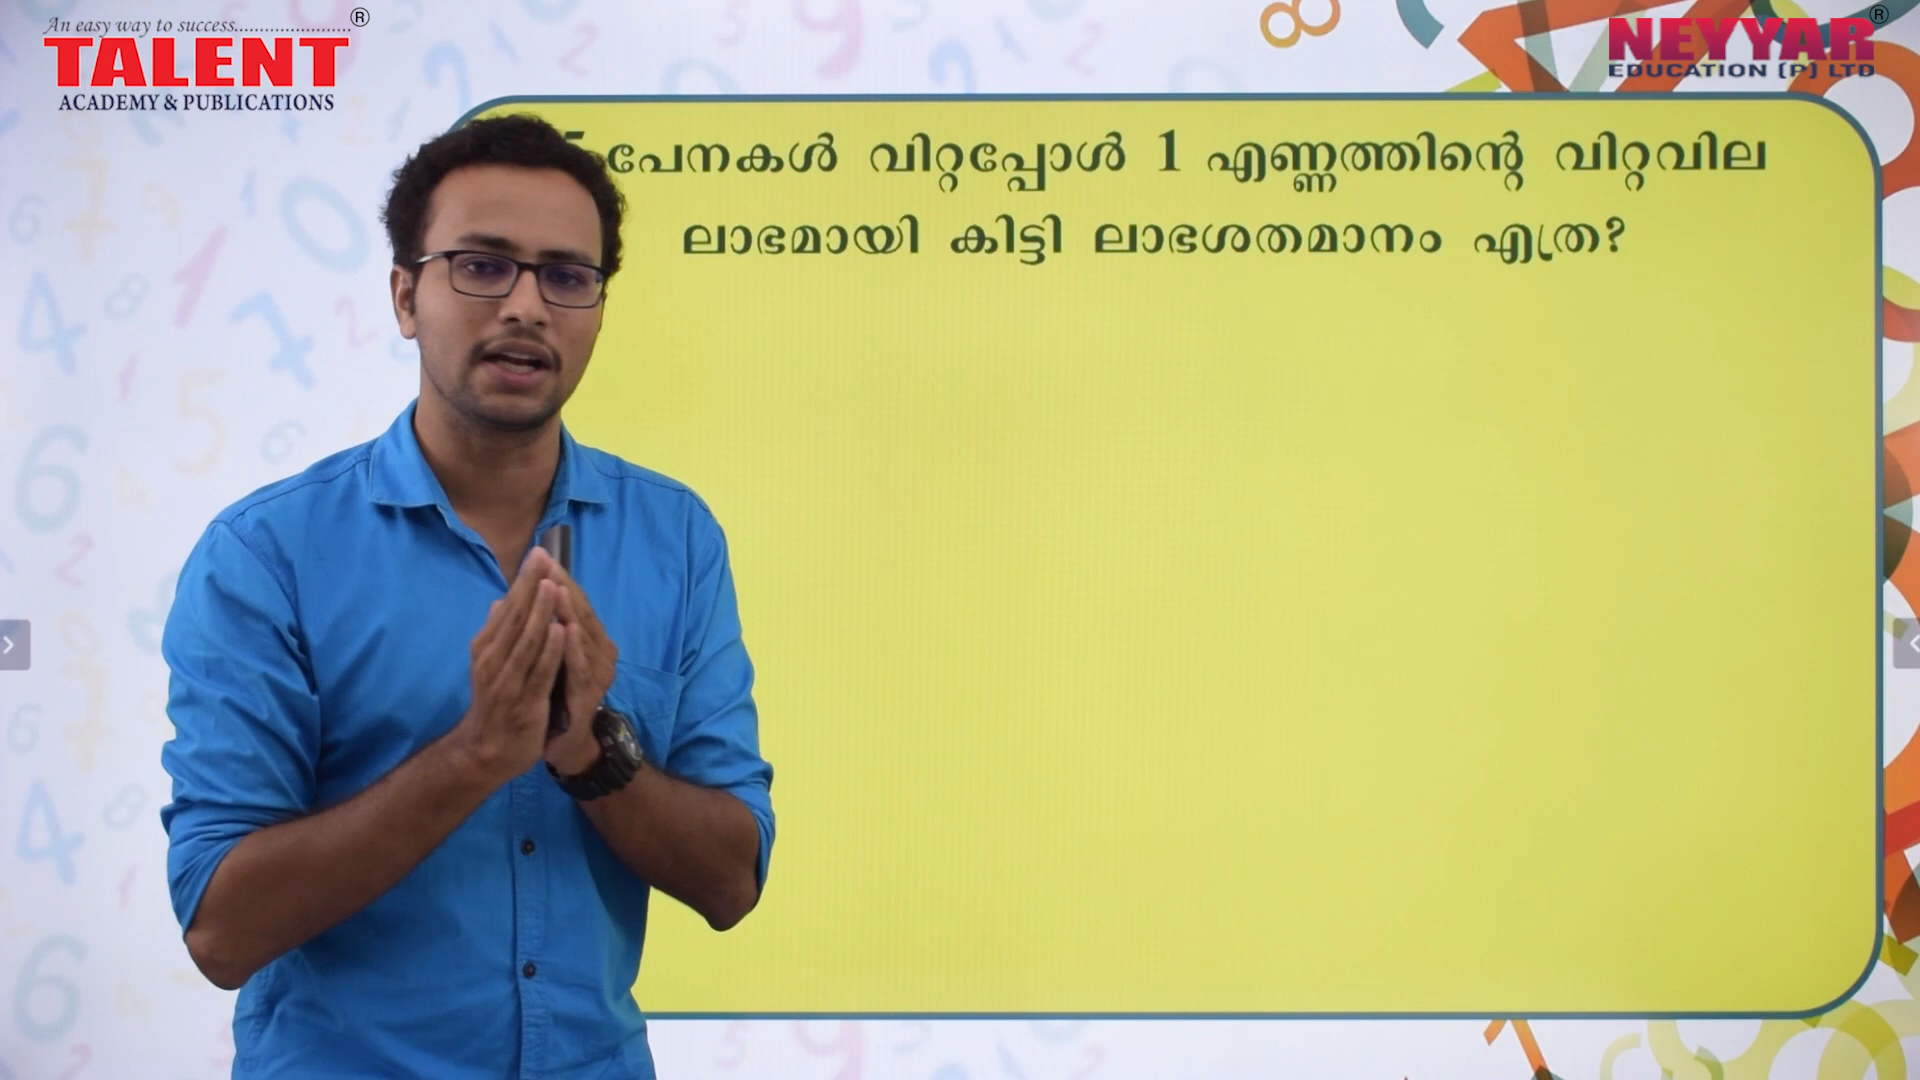 An easy way to success........................
®
TALENT
ACADEMY & PUBLICATIONS
NEYYAR
®
EDUCATION (P) LTD
പേനകൾ വിറ്റപ്പോൾ 1 എണ്ണത്തിന്റെ വിറ്റവില
ലാഭമായി കിട്ടി ലാഭശതമാനം എത്ര?